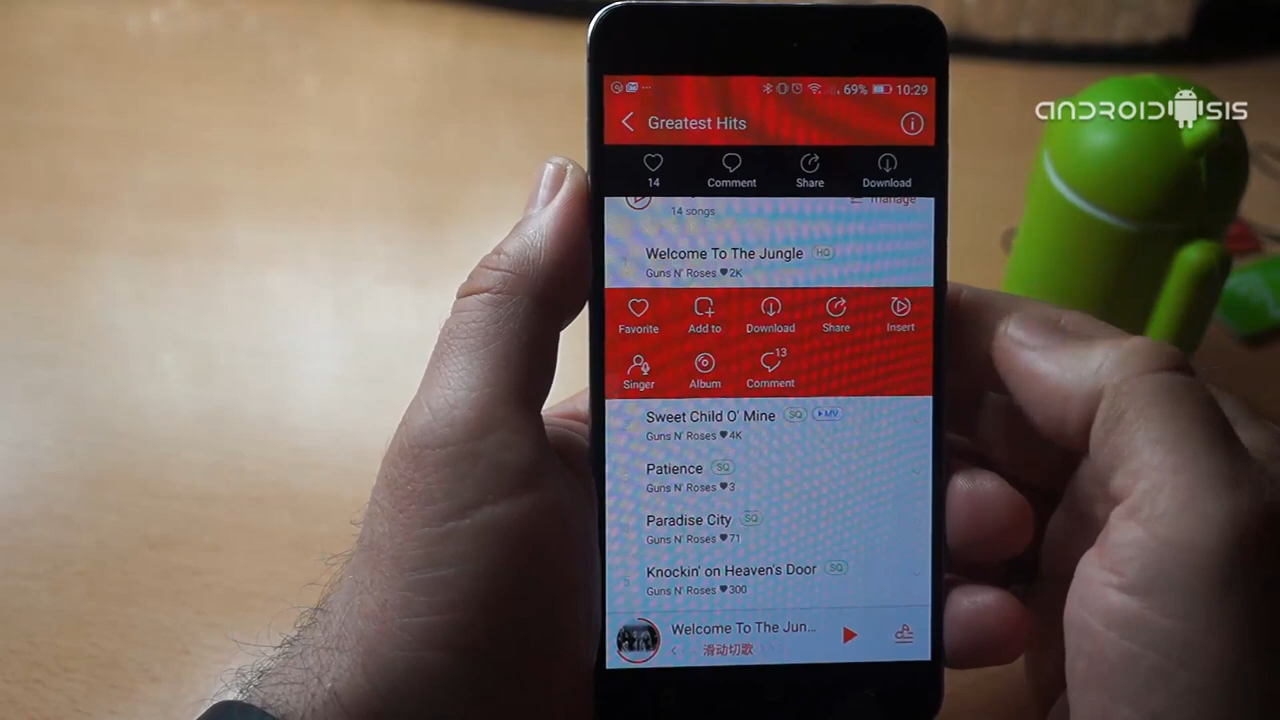 ANDROIDSIS
69% 10:29
Greatest Hits
14 Comment Share Download
14 songs manage
Welcome To The Jungle HQ
Guns N' Roses ♥2K
Favorite Add to Download Share Insert
Singer Album Comment 13
Sweet Child O' Mine SQ MV
Guns N' Roses ♥4K
Patience SQ
Guns N' Roses ♥3
Paradise City SQ
Guns N' Roses ♥71
5 Knockin' on Heaven's Door SQ
Guns N' Roses ♥300
Welcome To The Jun...
滑动切歌